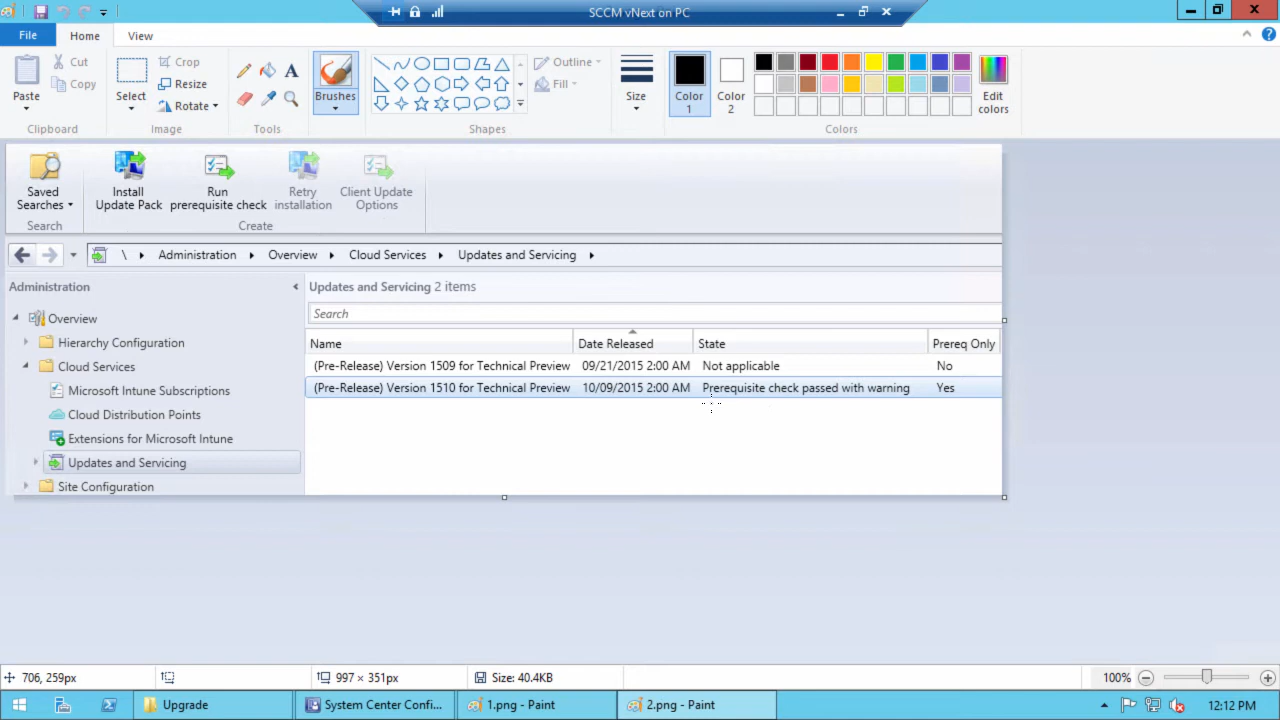 SCCM vNext on PC
File
Home
View
Paste
Cut
Copy
Clipboard
Select
Crop
Resize
Rotate
Image
Tools
Brushes
Shapes
Outline
Fill
Size
Color
1
Color
2
Edit
colors
Colors
Saved
Searches
Search
Install
Update Pack
Run
prerequisite check
Retry
installation
Client Update
Options
Create
\ Administration Overview Cloud Services Updates and Servicing
Administration
Overview
Hierarchy Configuration
Cloud Services
Microsoft Intune Subscriptions
Cloud Distribution Points
Extensions for Microsoft Intune
Updates and Servicing
Site Configuration
Updates and Servicing 2 items
Search
Name Date Released State Prereq Only
(Pre-Release) Version 1509 for Technical Preview 09/21/2015 2:00 AM Not applicable No
(Pre-Release) Version 1510 for Technical Preview 10/09/2015 2:00 AM Prerequisite check passed with warning Yes
706, 259px 997 × 351px Size: 40.4KB 100%
Upgrade System Center Confi... 1.png - Paint 2.png - Paint 12:12 PM